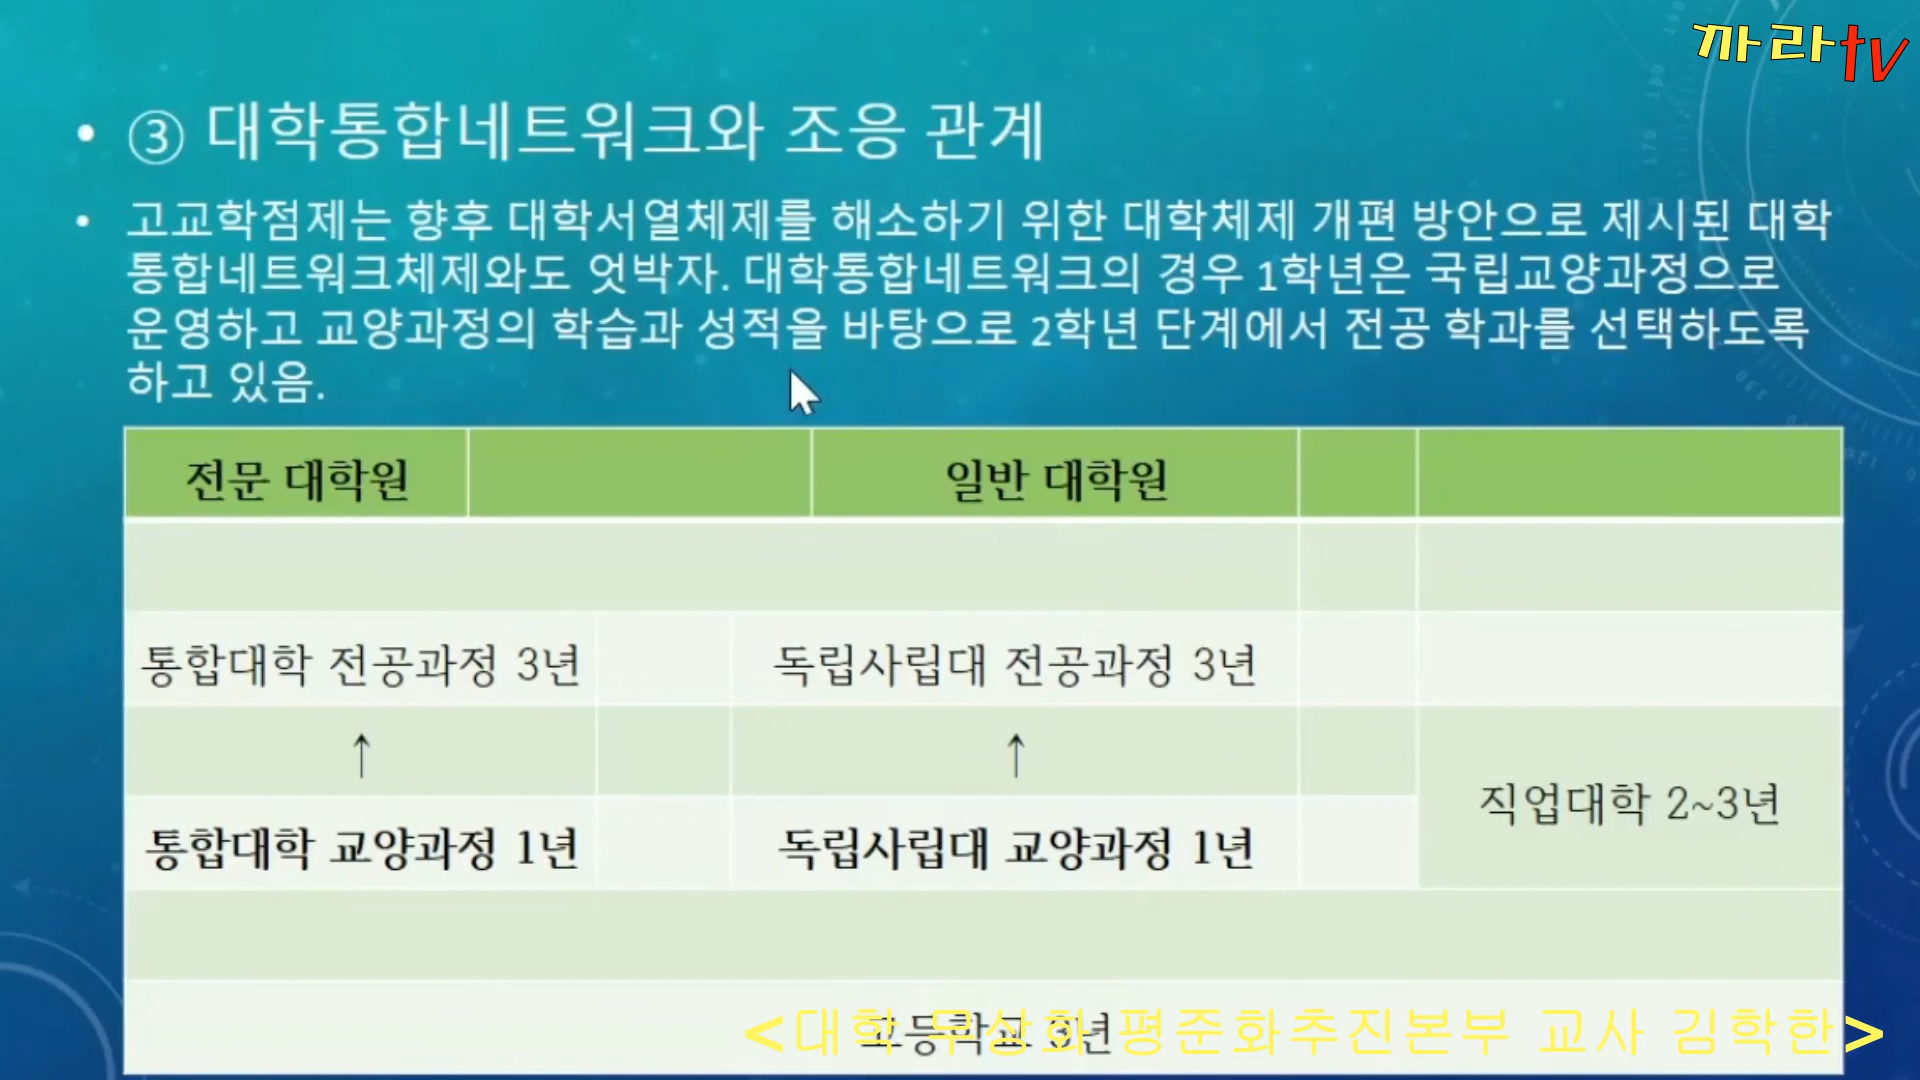 까라tv
• ③ 대학통합네트워크와 조응 관계
• 고교학점제는 향후 대학서열체제를 해소하기 위한 대학체제 개편 방안으로 제시된 대학
통합네트워크체제와도 엇박자. 대학통합네트워크의 경우 1학년은 국립교양과정으로
운영하고 교양과정의 학습과 성적을 바탕으로 2학년 단계에서 전공 학과를 선택하도록
하고 있음.
전문 대학원 일반 대학원
통합대학 전공과정 3년 독립사립대 전공과정 3년
↑ ↑
직업대학 2~3년
통합대학 교양과정 1년 독립사립대 교양과정 1년
고등학교 3년
<대학 무상화 평준화추진본부 교사 김학한>